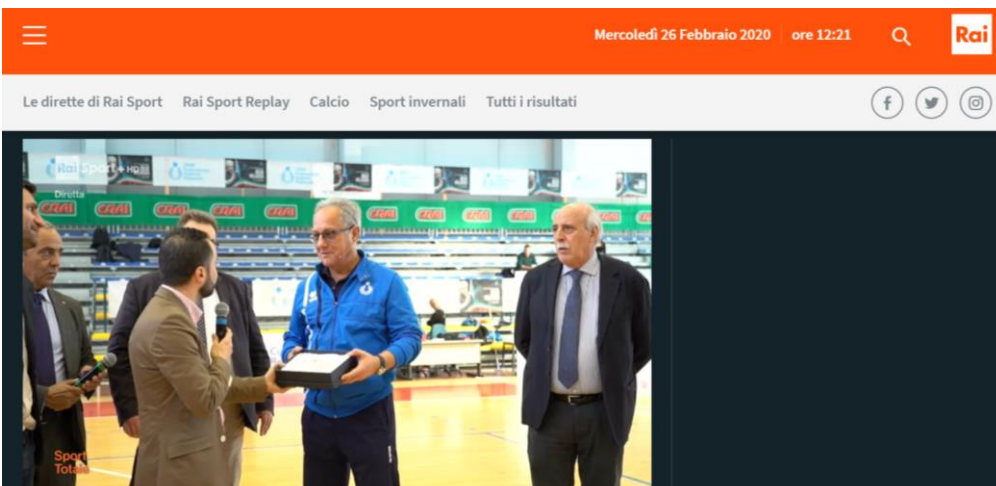 Mercoledì 26 Febbraio 2020 ore 12:21
Rai
Le dirette di Rai Sport Rai Sport Replay Calcio Sport invernali Tutti i risultati
Rai Sport + HD
Diretta
CRAI CRAI CRAI CRAI CRAI CRAI CRAI CRAI CRAI
Sport
Totale